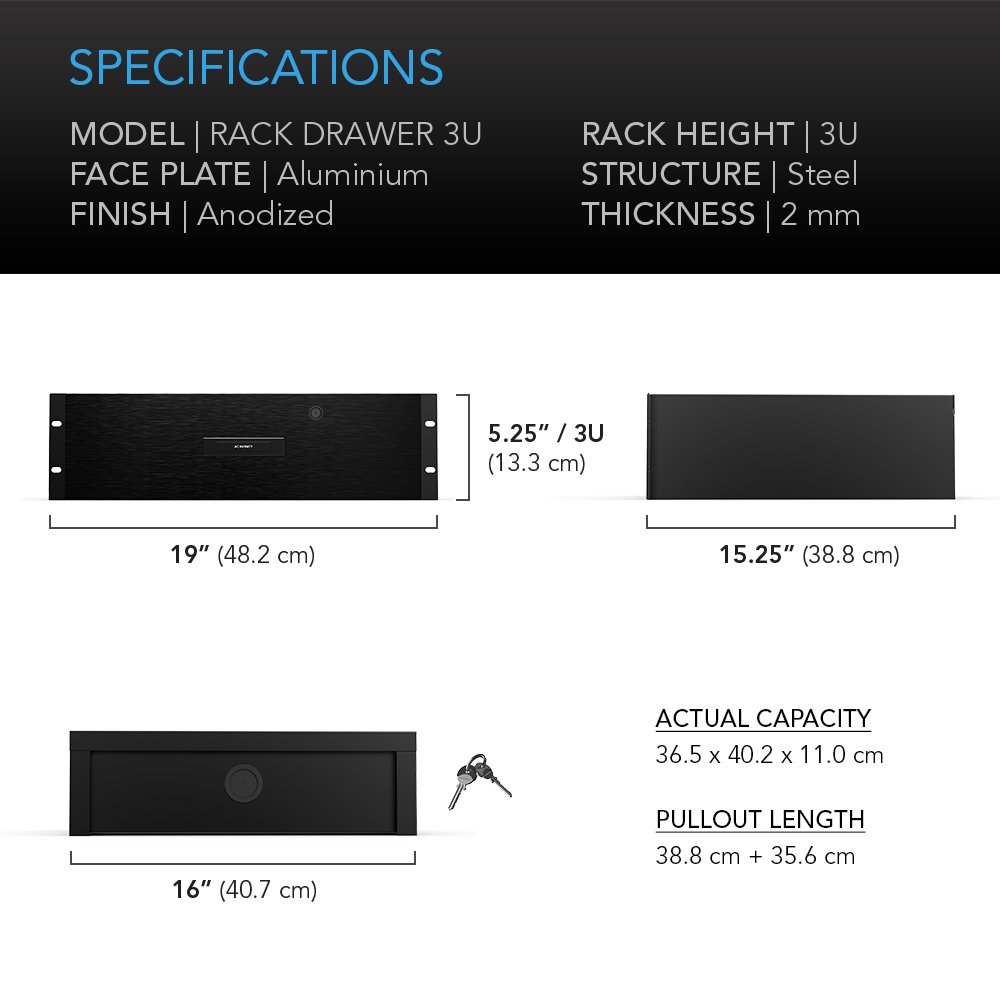 SPECIFICATIONS
MODEL | RACK DRAWER 3U
FACE PLATE | Aluminium
FINISH | Anodized
RACK HEIGHT | 3U
STRUCTURE | Steel
THICKNESS | 2 mm
AC INFINITY
5.25” / 3U
(13.3 cm)
19” (48.2 cm)
15.25” (38.8 cm)
16” (40.7 cm)
ACTUAL CAPACITY
36.5 x 40.2 x 11.0 cm
PULLOUT LENGTH
38.8 cm + 35.6 cm